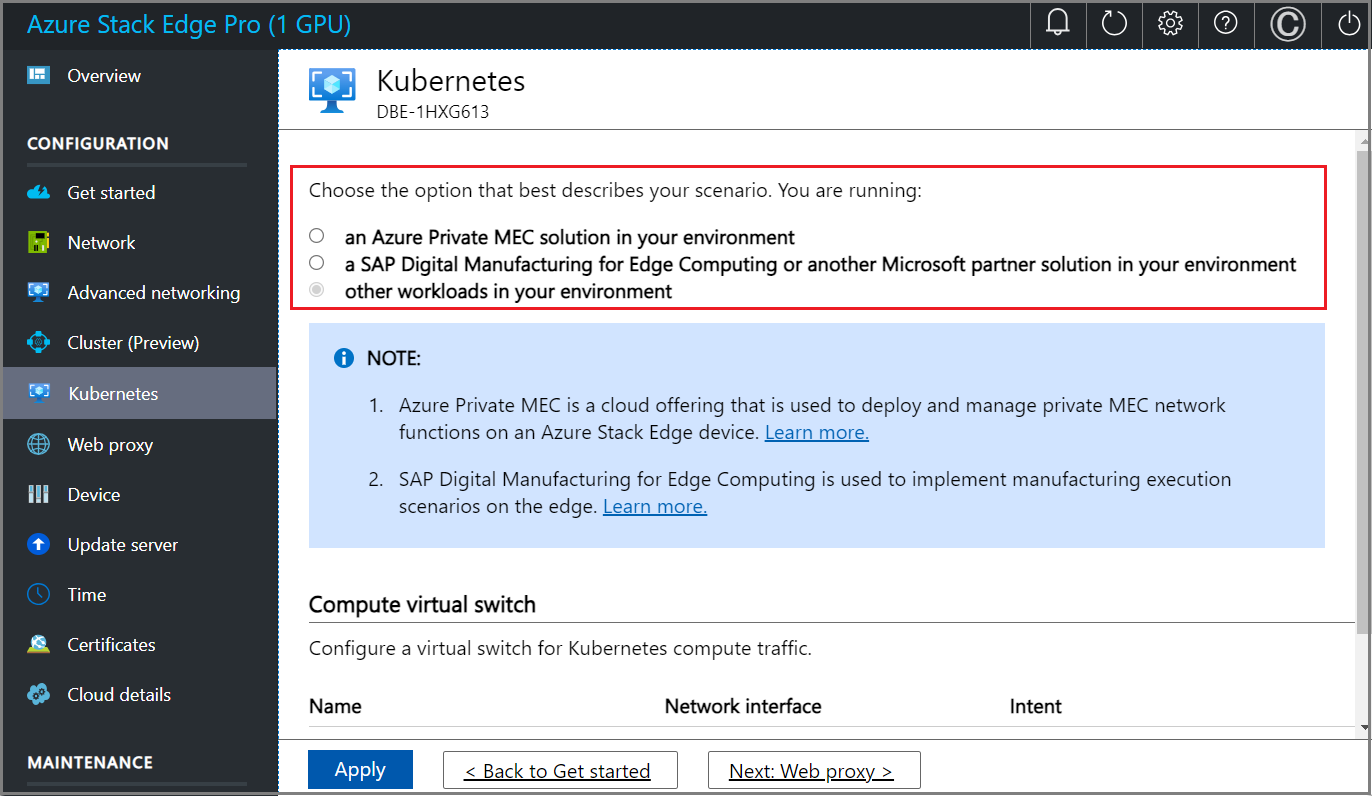 Azure Stack Edge Pro (1 GPU)
Overview
CONFIGURATION
Get started
Network
Advanced networking
Cluster (Preview)
Kubernetes
Web proxy
Device
Update server
Time
Certificates
Cloud details
MAINTENANCE
Kubernetes
DBE-1HXG613
Choose the option that best describes your scenario. You are running:
an Azure Private MEC solution in your environment
a SAP Digital Manufacturing for Edge Computing or another Microsoft partner solution in your environment
other workloads in your environment
NOTE:
1. Azure Private MEC is a cloud offering that is used to deploy and manage private MEC network
functions on an Azure Stack Edge device. Learn more.
2. SAP Digital Manufacturing for Edge Computing is used to implement manufacturing execution
scenarios on the edge. Learn more.
Compute virtual switch
Configure a virtual switch for Kubernetes compute traffic.
Name Network interface Intent
Apply < Back to Get started Next: Web proxy >